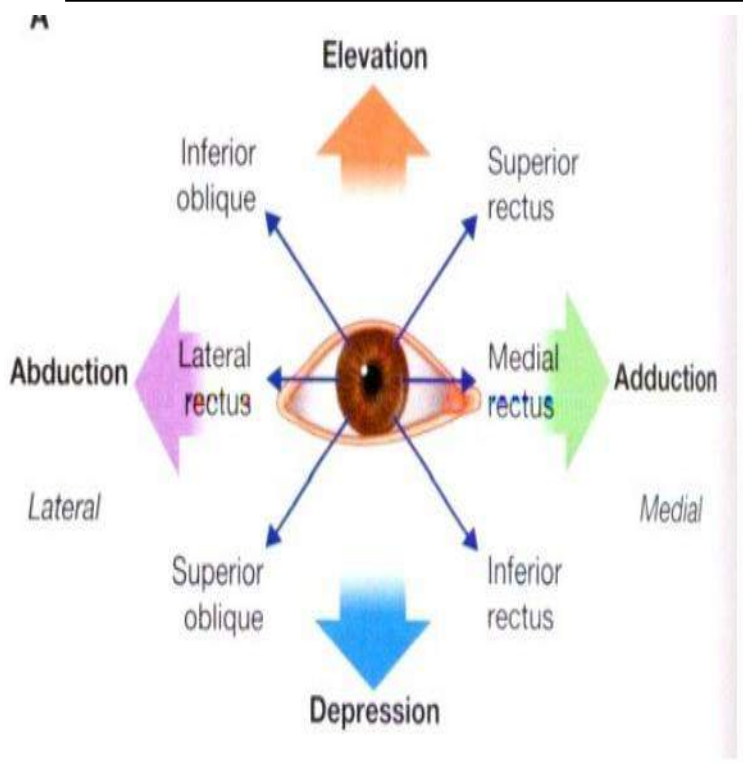 A
Elevation
Inferior
oblique
Superior
rectus
Abduction
Lateral
rectus
Medial
rectus
Adduction
Lateral
Medial
Superior
oblique
Inferior
rectus
Depression